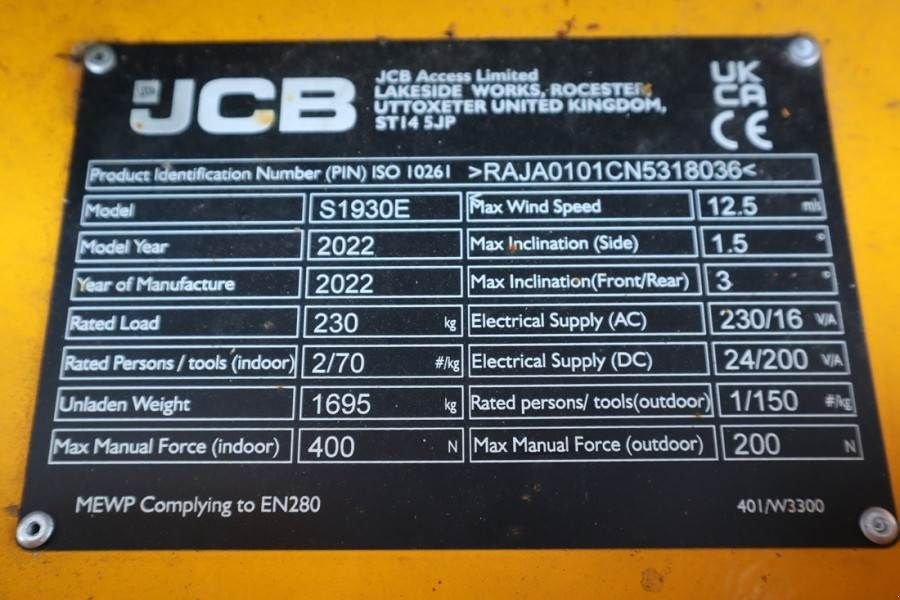 JCB
JCB Access Limited
LAKESIDE WORKS, ROCESTER,
UTTOXETER UNITED KINGDOM,
ST14 5JP
UK
CA
CE
Product Identification Number (PIN) ISO 10261 >RAJA0101CN5318036<
Model S1930E Max Wind Speed 12.5 m/s
Model Year 2022 Max Inclination (Side) 1.5 °
Year of Manufacture 2022 Max Inclination(Front/Rear) 3 °
Rated Load 230 kg Electrical Supply (AC) 230/16 V/A
Rated Persons / tools (indoor) 2/70 #/kg Electrical Supply (DC) 24/200 V/A
Unladen Weight 1695 kg Rated persons/ tools(outdoor) 1/150 #/kg
Max Manual Force (indoor) 400 N Max Manual Force (outdoor) 200 N
MEWP Complying to EN280 401/W3300